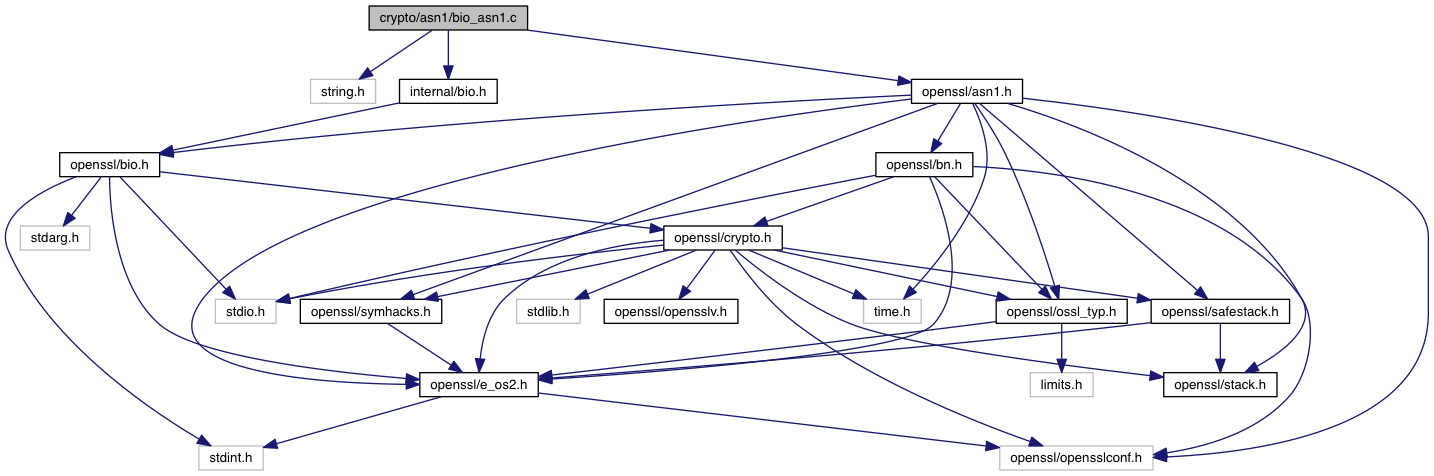 crypto/asn1/bio_asn1.c
string.h
internal/bio.h
openssl/asn1.h
openssl/bio.h
openssl/bn.h
stdarg.h
openssl/crypto.h
stdio.h
openssl/symhacks.h
stdlib.h
openssl/opensslv.h
time.h
openssl/ossl_typ.h
openssl/safestack.h
openssl/e_os2.h
limits.h
openssl/stack.h
stdint.h
openssl/opensslconf.h